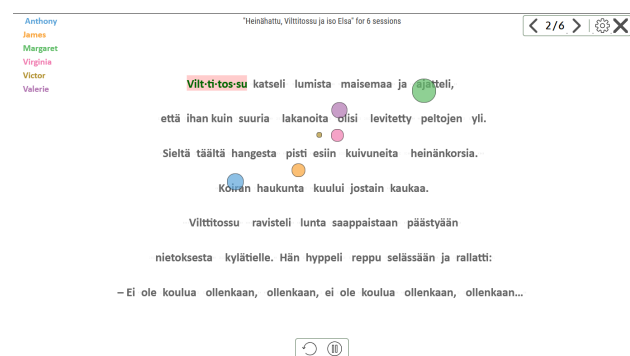 Anthony
James
Margaret
Virginia
Victor
Valerie
"Heinähattu, Vilttitossu ja iso Elsa" for 6 sessions
2/6
Vilt·ti·tos·su katseli lumista maisemaa ja ajatteli,
että ihan kuin suuria lakanoita olisi levitetty peltojen yli.
Sieltä täältä hangesta pisti esiin kuivuneita heinänkorsia.
Koiran haukunta kuului jostain kaukaa.
Vilttitossu ravisteli lunta saappaistaan päästyään
nietoksesta kylätielle. Hän hyppeli reppu selässään ja rallatti:
– Ei ole koulua ollenkaan, ollenkaan, ei ole koulua ollenkaan, ollenkaan...